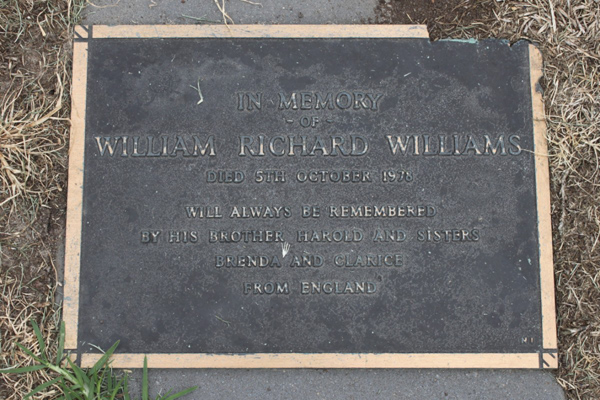 IN MEMORY
- OF -
WILLIAM RICHARD WILLIAMS
DIED 5TH OCTOBER 1978
WILL ALWAYS BE REMEMBERED
BY HIS BROTHER HAROLD AND SISTERS
BRENDA AND CLARICE
FROM ENGLAND